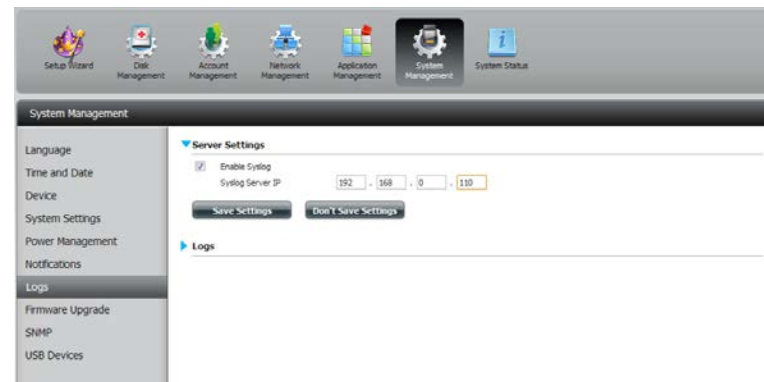 Setup Wizard
Disk Management
Account Management
Network Management
Application Management
System Management
System Status
System Management
Language
Time and Date
Device
System Settings
Power Management
Notifications
Logs
Firmware Upgrade
SNMP
USB Devices
Server Settings
Enable Syslog
Syslog Server IP 192 . 168 . 0 . 110
Save Settings Don't Save Settings
Logs